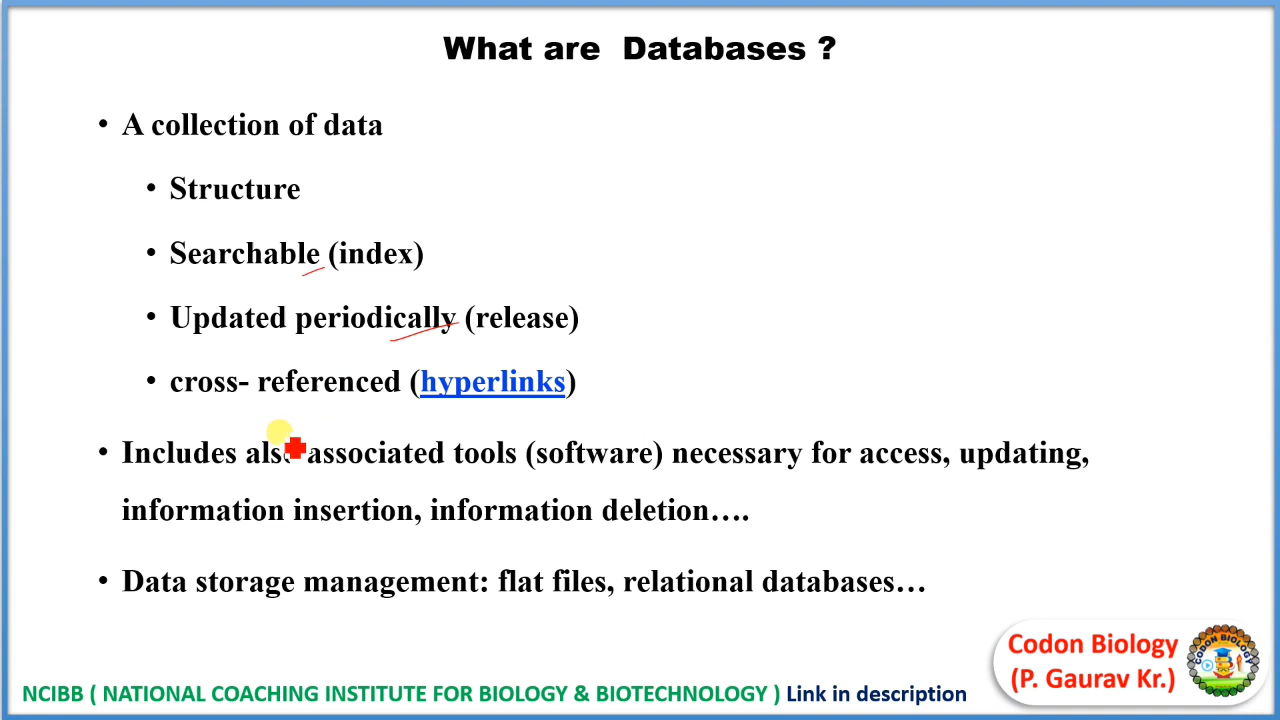 What are Databases ?
• A collection of data
• Structure
• Searchable (index)
• Updated periodically (release)
• cross- referenced (hyperlinks)
• Includes also associated tools (software) necessary for access, updating,
information insertion, information deletion….
• Data storage management: flat files, relational databases…
Codon Biology
(P. Gaurav Kr.)
CODON BIOLOGY
NCIBB ( NATIONAL COACHING INSTITUTE FOR BIOLOGY & BIOTECHNOLOGY ) Link in description